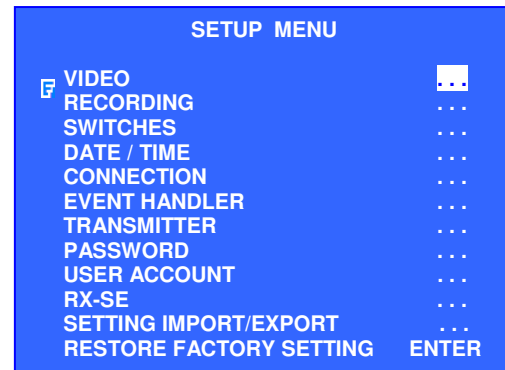 SETUP MENU
VIDEO ...
RECORDING ...
SWITCHES ...
DATE / TIME ...
CONNECTION ...
EVENT HANDLER ...
TRANSMITTER ...
PASSWORD ...
USER ACCOUNT ...
RX-SE ...
SETTING IMPORT/EXPORT ...
RESTORE FACTORY SETTING ENTER